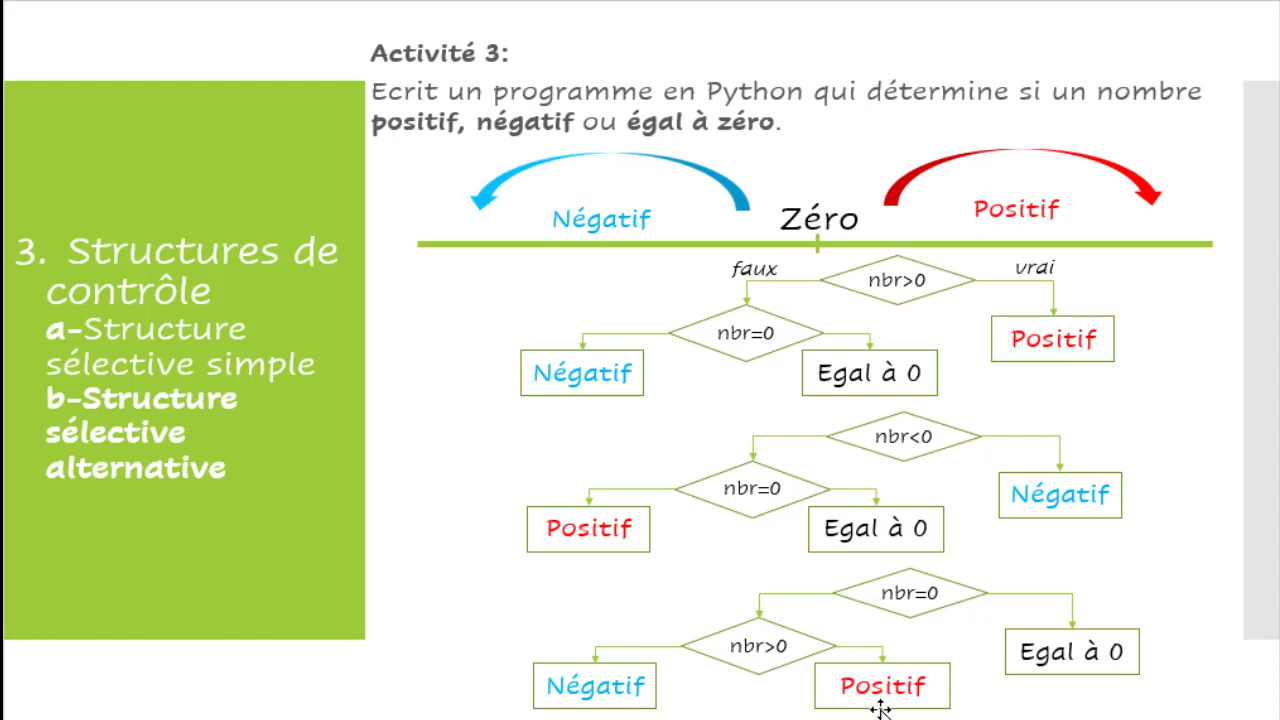 Activité 3:
Ecrit un programme en Python qui détermine si un nombre
positif, négatif ou égal à zéro.
3. Structures de
contrôle
a-Structure
sélective simple
b-Structure
sélective
alternative
Négatif
Zéro
Positif
faux
nbr>0
vrai
nbr=0
Positif
Négatif
Egal à 0
nbr<0
nbr=0
Négatif
Positif
Egal à 0
nbr=0
nbr>0
Egal à 0
Négatif
Positif